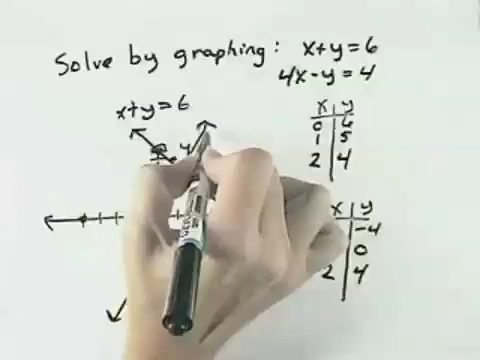 Solve by graphing: x+y=6
4x-y=4
x+y=6
x y
0 6
1 5
2 4
x y
-4
0
2 4